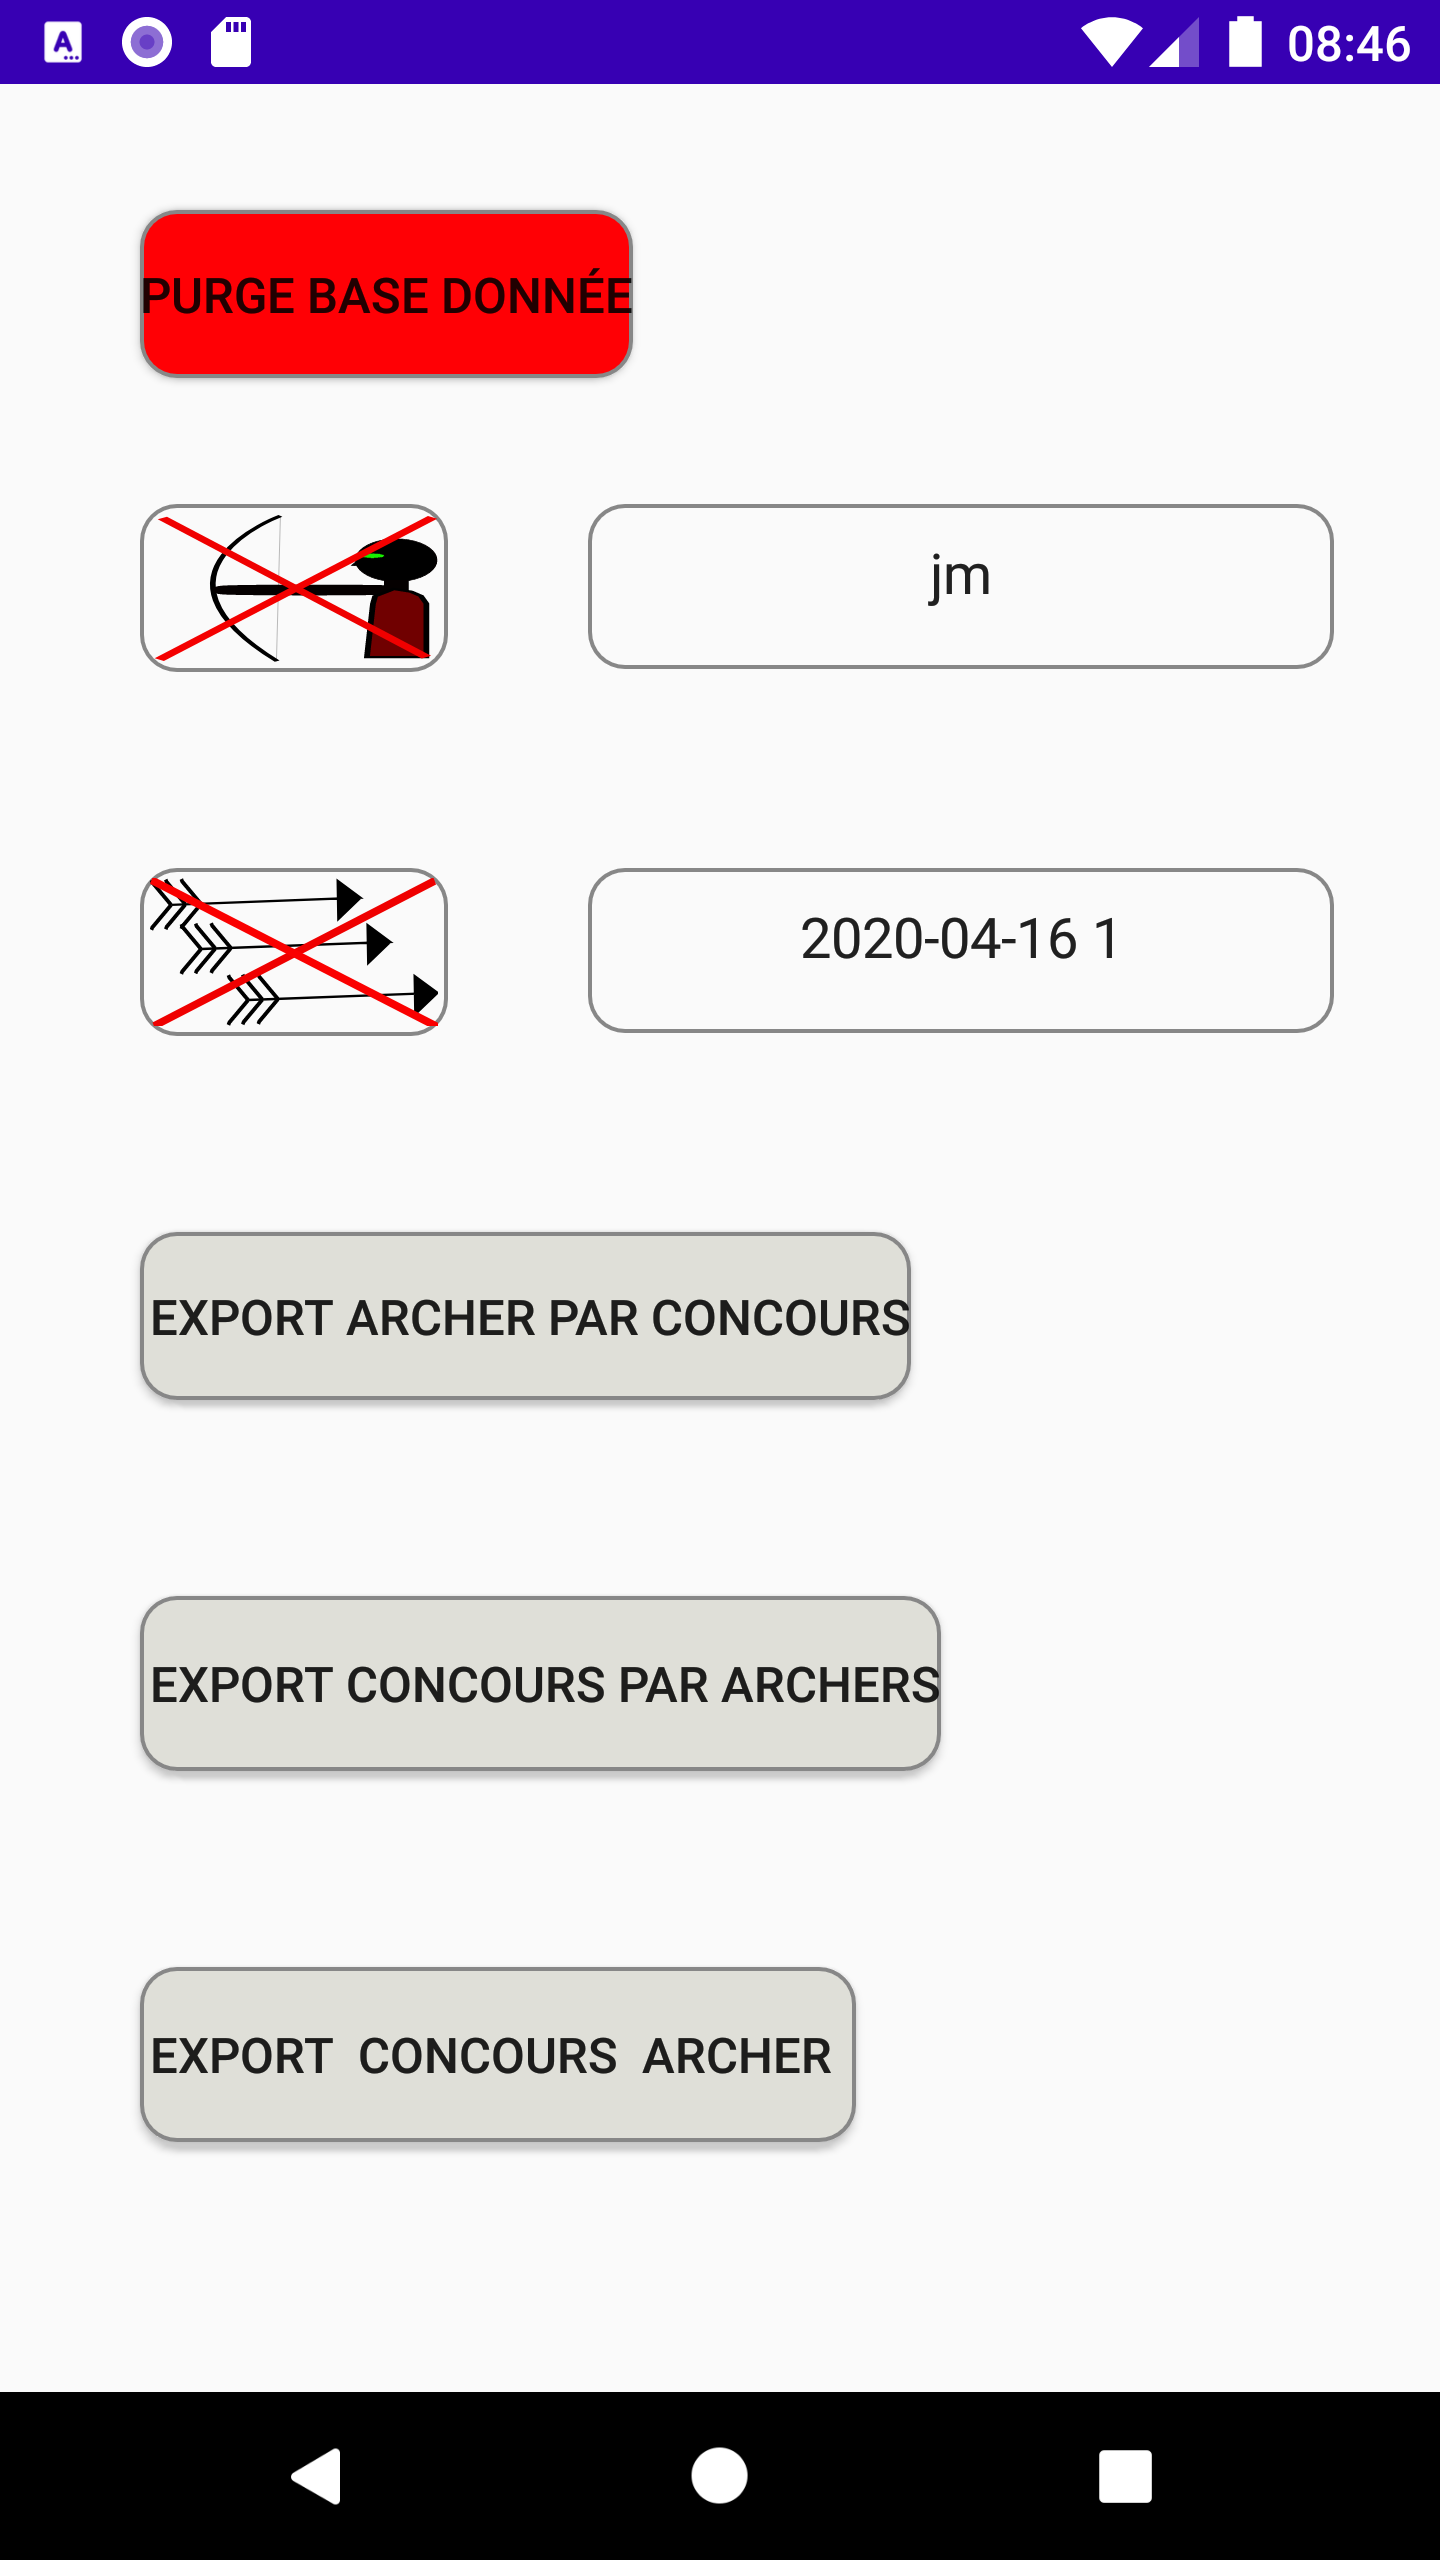 08:46
PURGE BASE DONNÉE
jm
2020-04-16 1
EXPORT ARCHER PAR CONCOURS
EXPORT CONCOURS PAR ARCHERS
EXPORT CONCOURS ARCHER